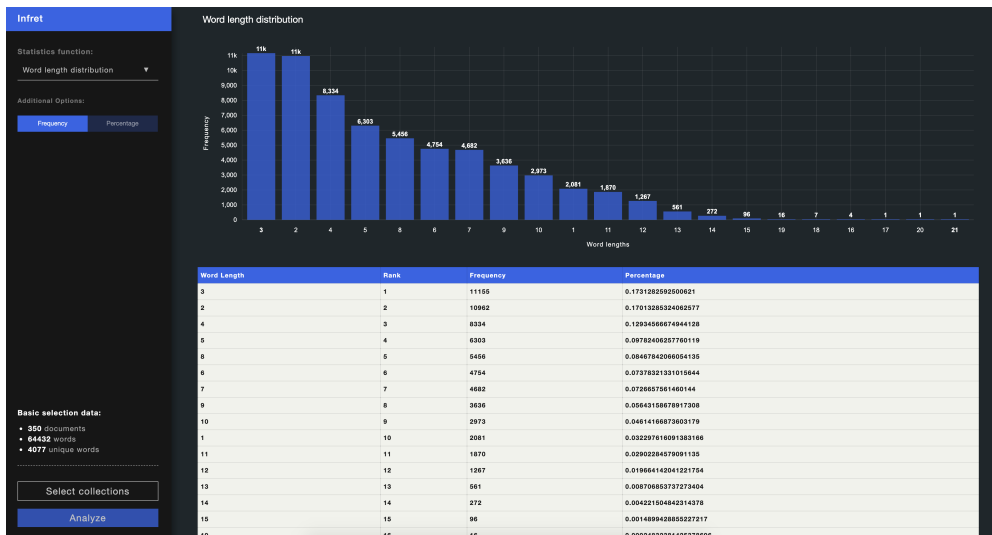 Infret
Statistics function:
Word length distribution ▼
Additional Options:
Frequency Percentage
Basic selection data:
• 350 documents
• 64432 words
• 4077 unique words
Select collections
Analyze
Word length distribution
11k
10k
9,000
8,000
7,000
6,000
5,000
4,000
3,000
2,000
1,000
0
Frequency
11k 11k 8,334 6,303 5,456 4,754 4,682 3,636 2,973 2,081 1,870 1,267 561 272 96 16 7 4 1 1 1
3 2 4 5 8 6 7 9 10 1 11 12 13 14 15 19 18 16 17 20 21
Word lengths
Word Length Rank Frequency Percentage
3 1 11155 0.1731282592500621
2 2 10962 0.17013285324062577
4 3 8334 0.12934566674944128
5 4 6303 0.09782406257760119
8 5 5456 0.08467842066054135
6 6 4754 0.07378321331015644
7 7 4682 0.0726657561460144
9 8 3636 0.05643158678917308
10 9 2973 0.04614166873603179
1 10 2081 0.032297616091383166
11 11 1870 0.02902284579091135
12 12 1267 0.019664142041221754
13 13 561 0.008706853737273404
14 14 272 0.004221504842314378
15 15 96 0.0014899428855227217